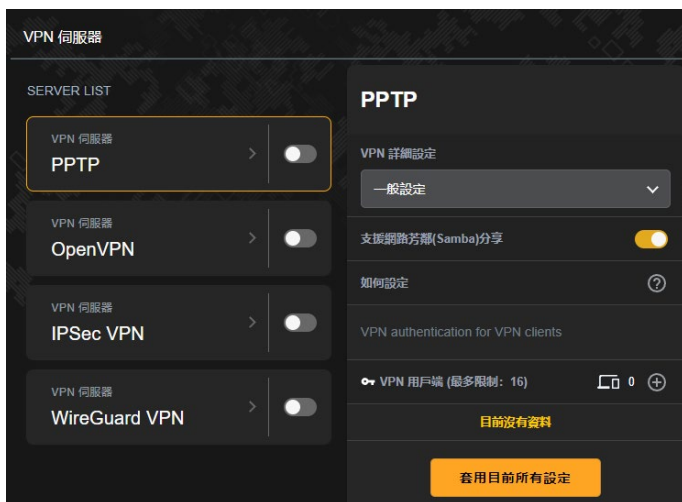 VPN 伺服器
SERVER LIST
VPN 伺服器
PPTP
VPN 伺服器
OpenVPN
VPN 伺服器
IPSec VPN
VPN 伺服器
WireGuard VPN
PPTP
VPN 詳細設定
一般設定
支援網路芳鄰(Samba)分享
如何設定
VPN authentication for VPN clients
VPN 用戶端 (最多限制：16)
0
目前沒有資料
套用目前所有設定